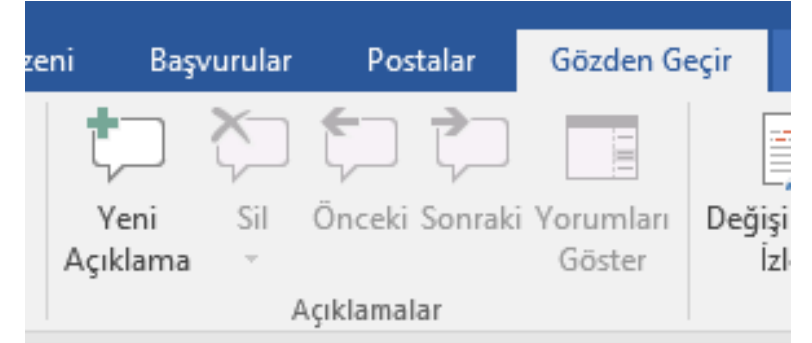 zeni Başvurular Postalar Gözden Geçir
Yeni Sil Önceki Sonraki Yorumları Değişi
Açıklama Göster İzl
Açıklamalar